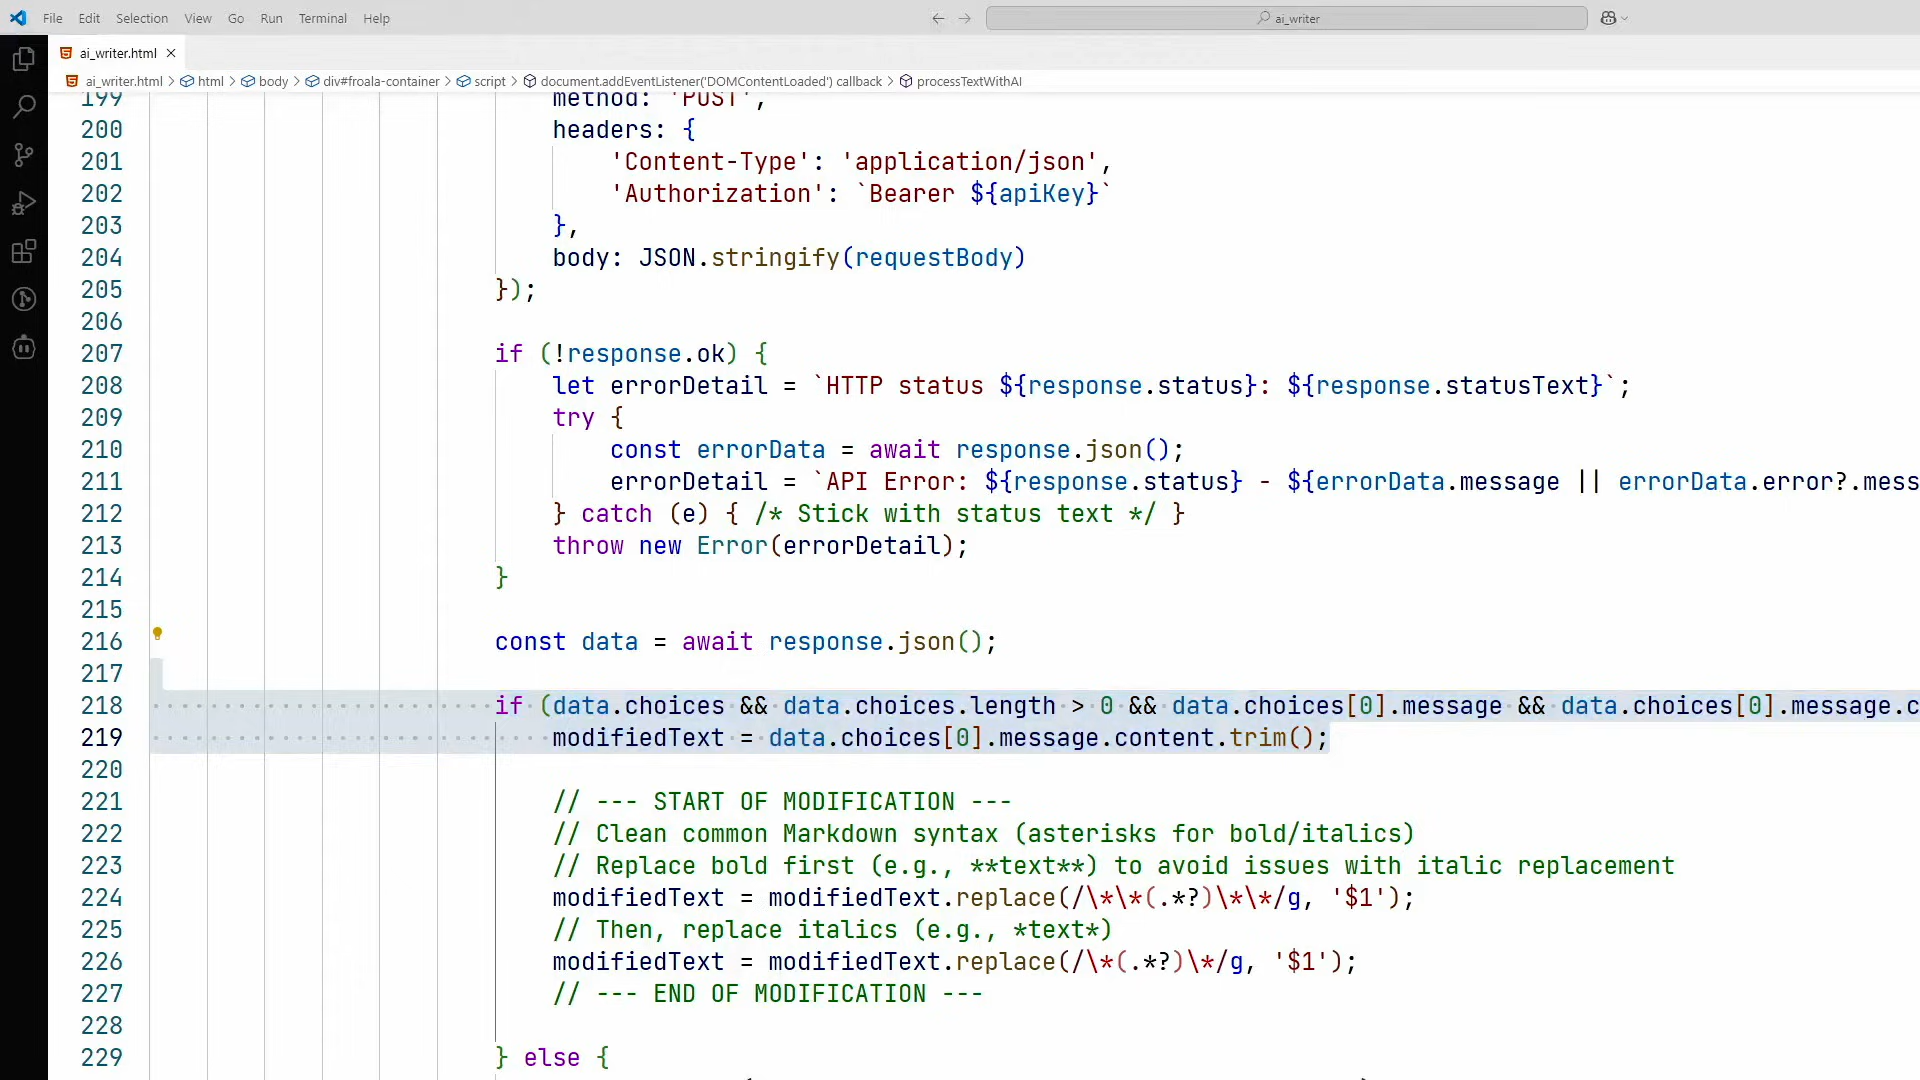 File Edit Selection View Go Run Terminal Help
ai_writer
ai_writer.html
ai_writer.html > html > body > div#froala-container > script > document.addEventListener('DOMContentLoaded') callback > processTextWithAI
199 method: 'POST',
200 headers: {
201 'Content-Type': 'application/json',
202 'Authorization': `Bearer ${apiKey}`
203 },
204 body: JSON.stringify(requestBody)
205 });
206
207 if (!response.ok) {
208 let errorDetail = `HTTP status ${response.status}: ${response.statusText}`;
209 try {
210 const errorData = await response.json();
211 errorDetail = `API Error: ${response.status} - ${errorData.message || errorData.error?.mess
212 } catch (e) { /* Stick with status text */ }
213 throw new Error(errorDetail);
214 }
215
216 const data = await response.json();
217
218 if (data.choices && data.choices.length > 0 && data.choices[0].message && data.choices[0].message.c
219 modifiedText = data.choices[0].message.content.trim();
220
221 // --- START OF MODIFICATION ---
222 // Clean common Markdown syntax (asterisks for bold/italics)
223 // Replace bold first (e.g., **text**) to avoid issues with italic replacement
224 modifiedText = modifiedText.replace(/\*\*(.*?)\*\*/g, '$1');
225 // Then, replace italics (e.g., *text*)
226 modifiedText = modifiedText.replace(/\*(.*?)\*/g, '$1');
227 // --- END OF MODIFICATION ---
228
229 } else {